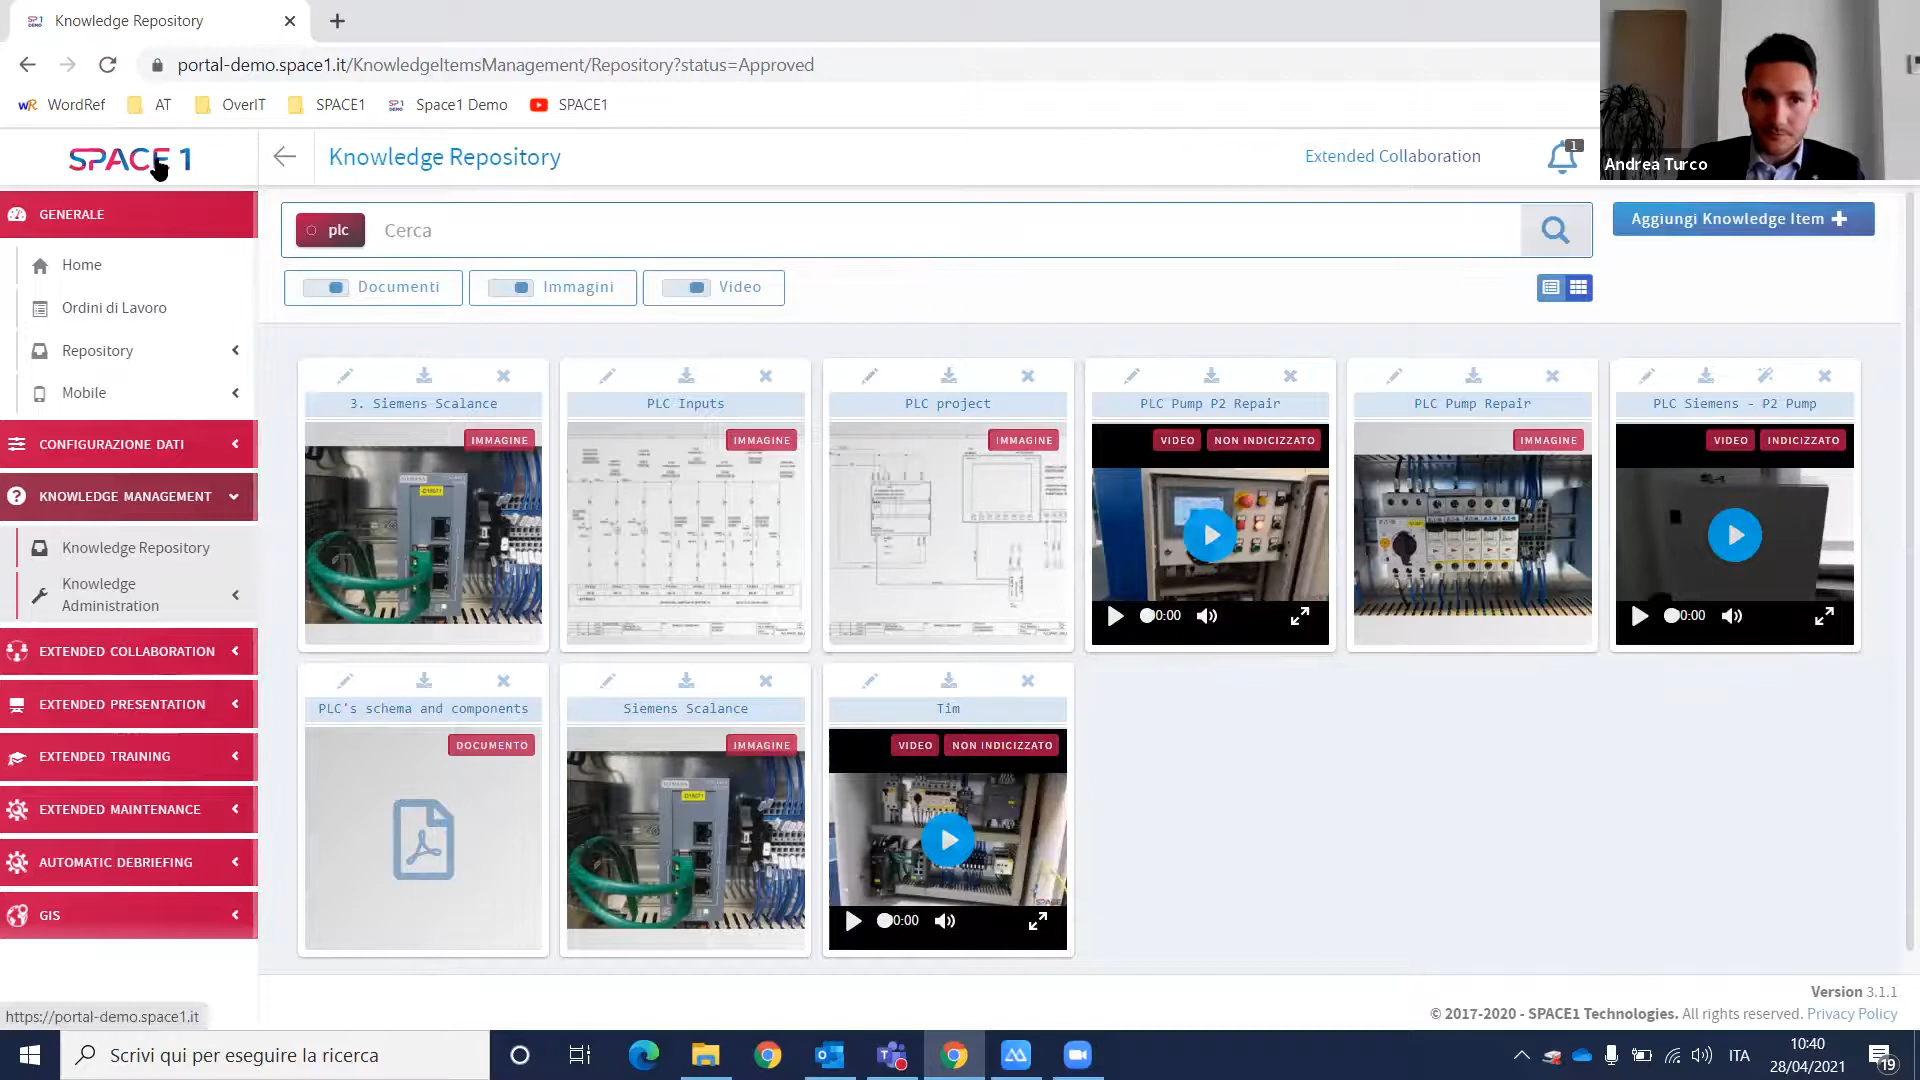 Knowledge Repository
portal-demo.space1.it/KnowledgeItemsManagement/Repository?status=Approved
WordRef
AT
OverIT
SPACE1
Space1 Demo
SPACE1
Andrea Turco
SPACE 1
Knowledge Repository
Extended Collaboration
1
GENERALE
Home
Ordini di Lavoro
Repository
Mobile
CONFIGURAZIONE DATI
KNOWLEDGE MANAGEMENT
Knowledge Repository
Knowledge
Administration
EXTENDED COLLABORATION
EXTENDED PRESENTATION
EXTENDED TRAINING
EXTENDED MAINTENANCE
AUTOMATIC DEBRIEFING
GIS
plc
Cerca
Aggiungi Knowledge Item
Documenti
Immagini
Video
3. Siemens Scalance
IMMAGINE
PLC Inputs
IMMAGINE
PLC project
IMMAGINE
PLC Pump P2 Repair
VIDEO
NON INDICIZZATO
0:00
PLC Pump Repair
IMMAGINE
PLC Siemens - P2 Pump
VIDEO
INDICIZZATO
0:00
PLC's schema and components
DOCUMENTO
Siemens Scalance
IMMAGINE
Tim
VIDEO
NON INDICIZZATO
0:00
Version 3.1.1
© 2017-2020 - SPACE1 Technologies. All rights reserved. Privacy Policy
https://portal-demo.space1.it
Scrivi qui per eseguire la ricerca
ITA
10:40
28/04/2021
19